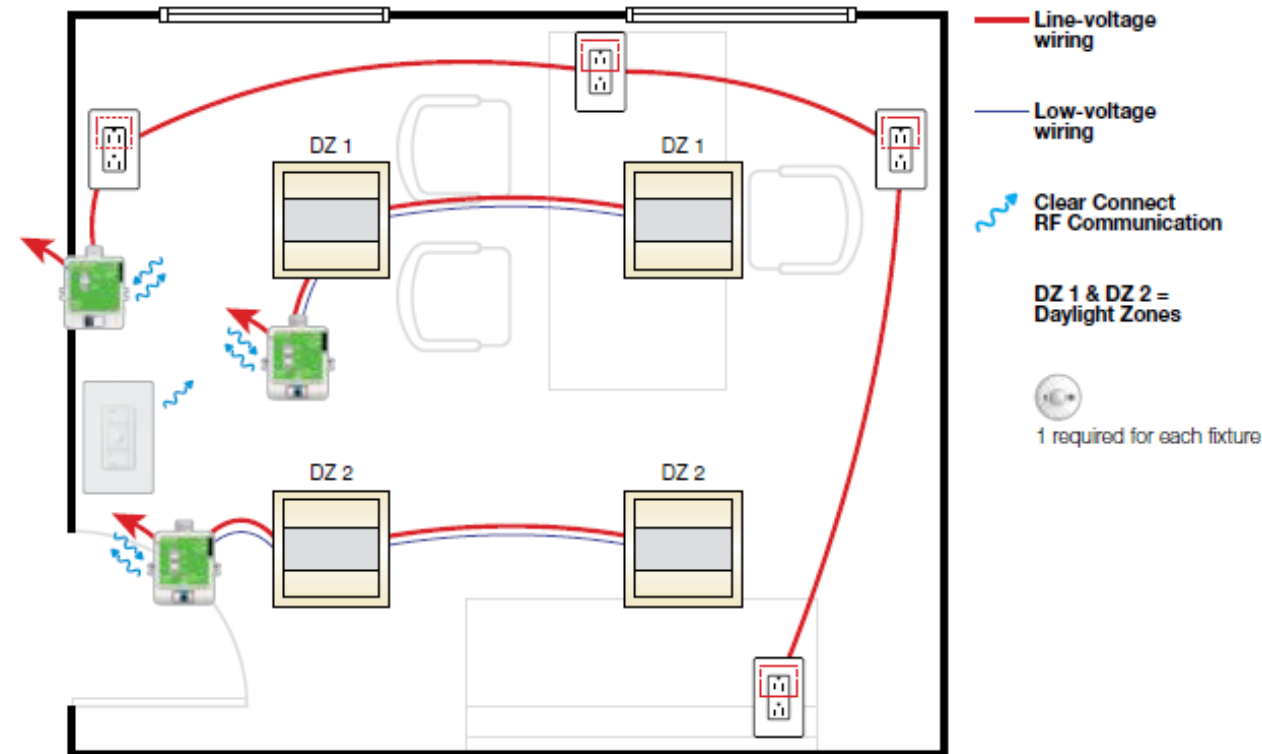 Line-voltage
wiring
Low-voltage
wiring
DZ 1
DZ 1
Clear Connect
RF Communication
DZ 1 & DZ 2 =
Daylight Zones
1 required for each fixture
DZ 2
DZ 2